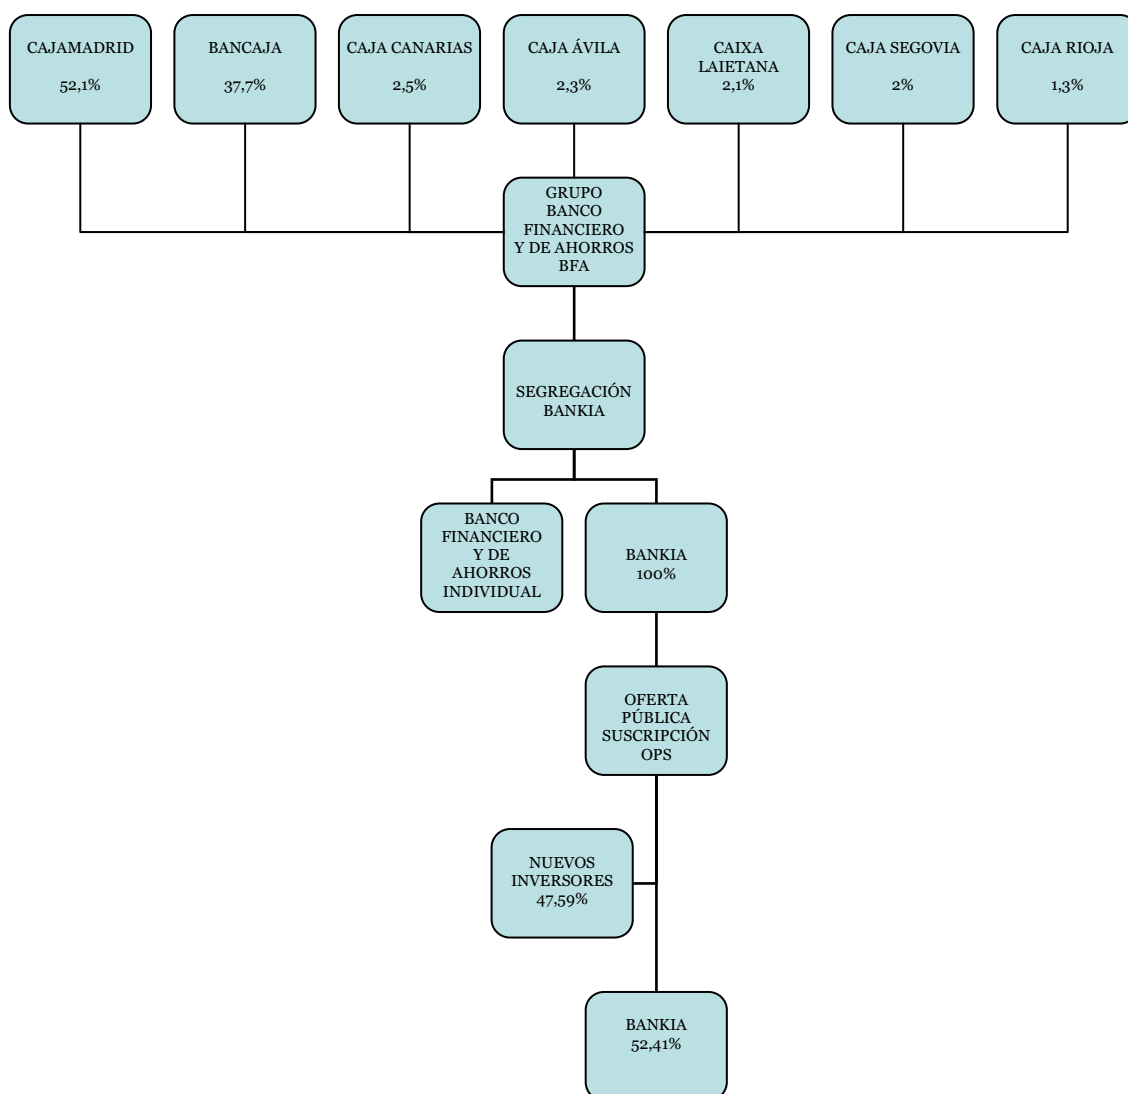 CAJAMADRID
52,1%
BANCAJA
37,7%
CAJA CANARIAS
2,5%
CAJA ÁVILA
2,3%
CAIXA
LAIETANA
2,1%
CAJA SEGOVIA
2%
CAJA RIOJA
1,3%
GRUPO
BANCO
FINANCIERO
Y DE AHORROS
BFA
SEGREGACIÓN
BANKIA
BANCO
FINANCIERO
Y DE
AHORROS
INDIVIDUAL
BANKIA
100%
OFERTA
PÚBLICA
SUSCRIPCIÓN
OPS
NUEVOS
INVERSORES
47,59%
BANKIA
52,41%